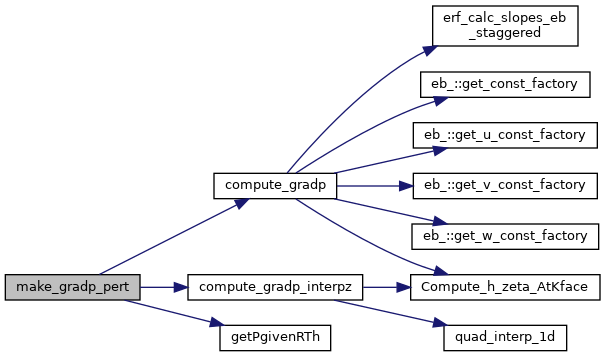 erf_calc_slopes_eb
_staggered
eb_::get_const_factory
eb_::get_u_const_factory
compute_gradp
eb_::get_v_const_factory
eb_::get_w_const_factory
make_gradp_pert
compute_gradp_interpz
Compute_h_zeta_AtKface
getPgivenRTh
quad_interp_1d